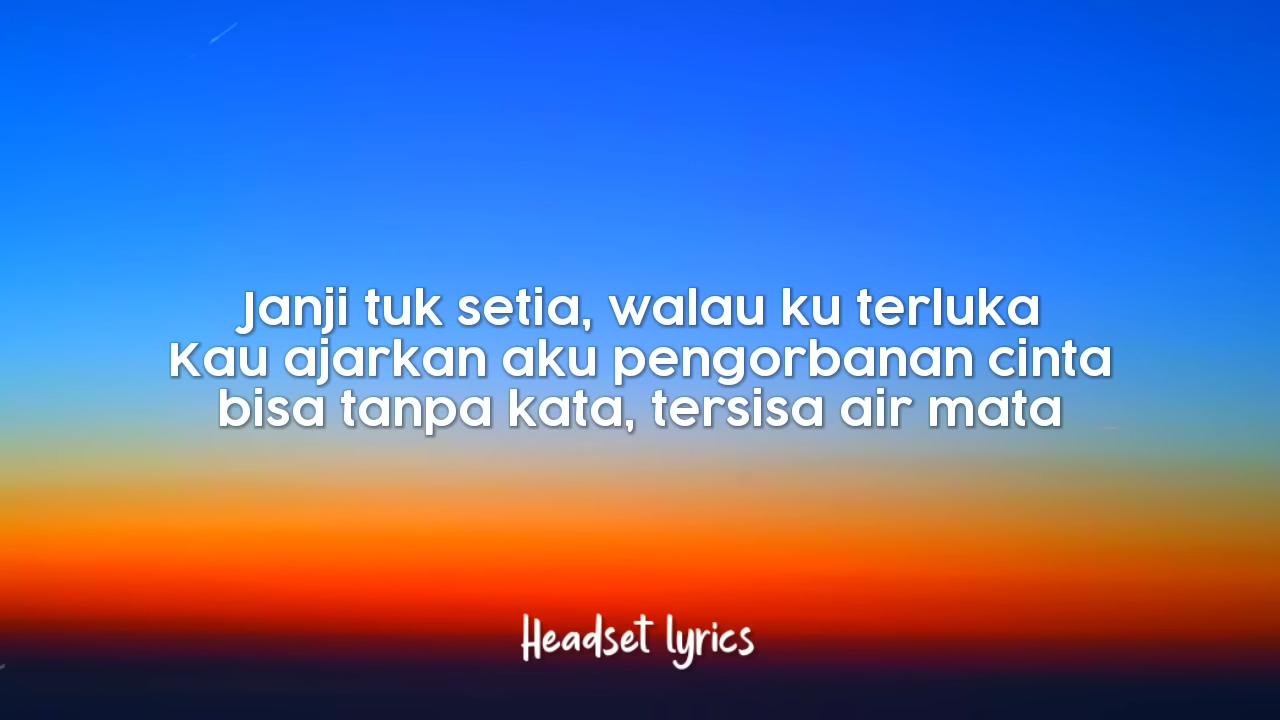 Janji tuk setia, walau ku terluka
Kau ajarkan aku pengorbanan cinta
bisa tanpa kata, tersisa air mata
Headset lyrics